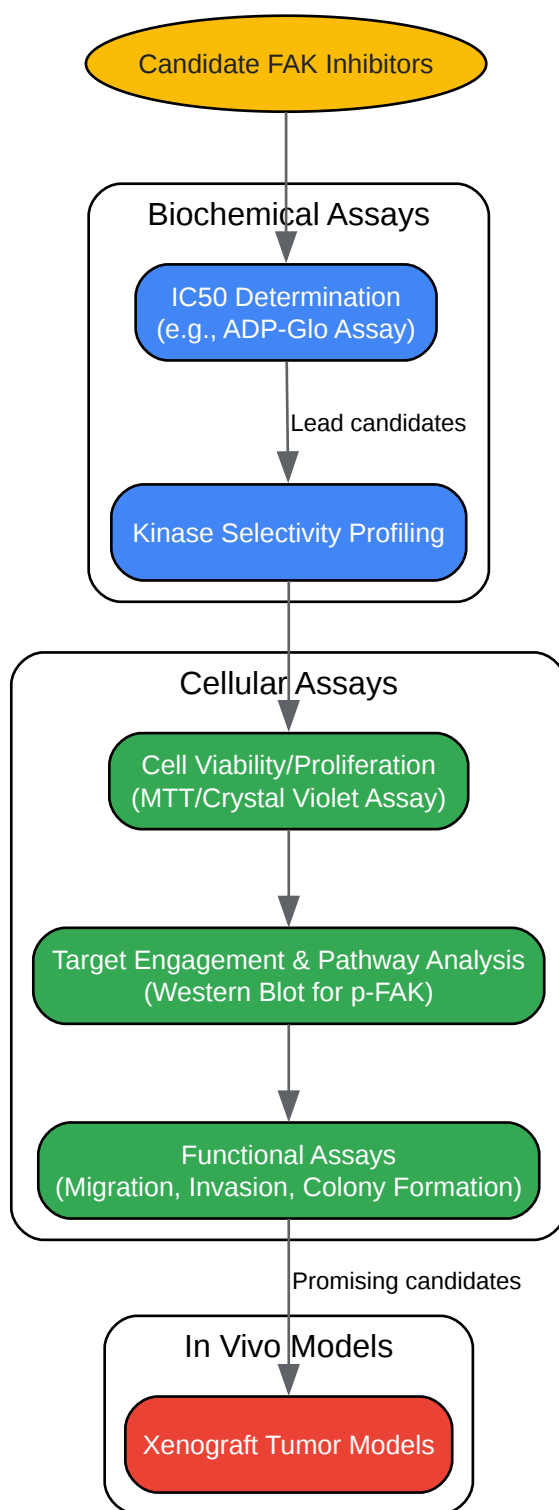 Candidate FAK Inhibitors
Biochemical Assays
IC50 Determination
(e.g., ADP-Glo Assay)
Lead candidates
Kinase Selectivity Profiling
Cellular Assays
Cell Viability/Proliferation
(MTT/Crystal Violet Assay)
Target Engagement & Pathway Analysis
(Western Blot for p-FAK)
Functional Assays
(Migration, Invasion, Colony Formation)
Promising candidates
In Vivo Models
Xenograft Tumor Models